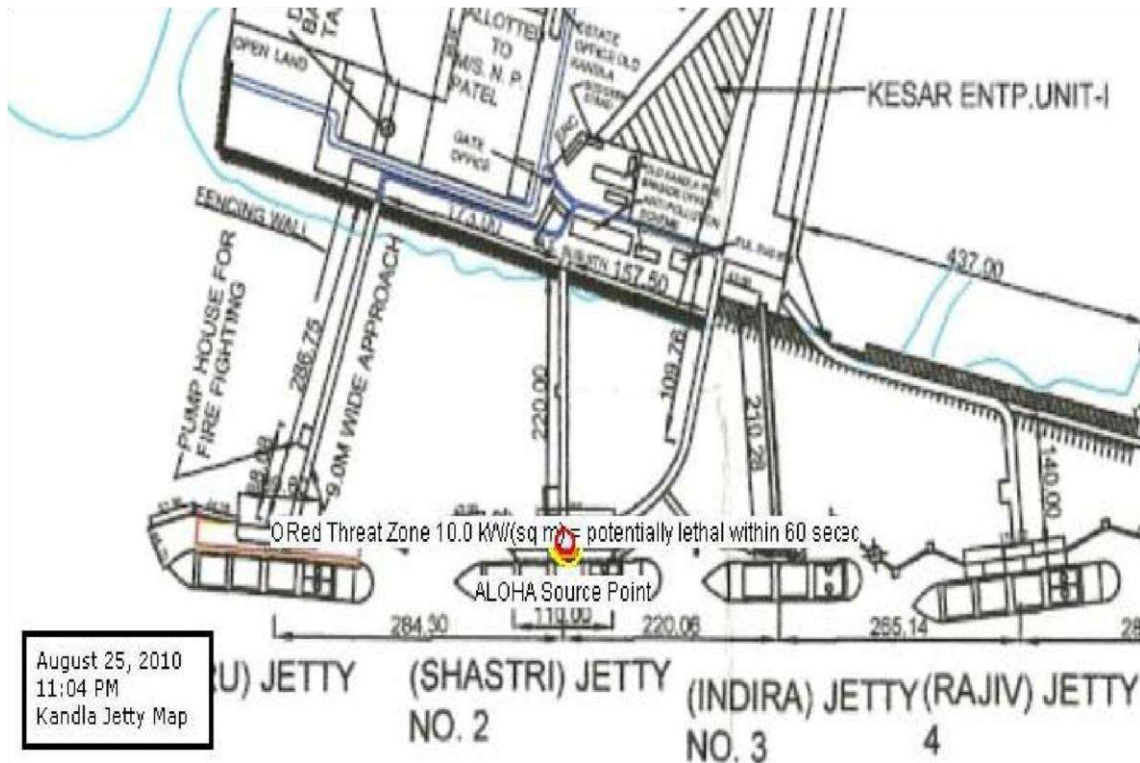 ALLOTTED
TO
M/S. N. P.
PATEL
OPEN LAND
ESTATE
OFFICE OLD
KANDLA
KESAR ENTP.UNIT-I
GATE
OFFICE
FENCING WALL
173.00
157.50
437.00
PUMP HOUSE FOR
FIRE FIGHTING
286.75
9.0M WIDE APPROACH
220.00
109.76
210.28
140.00
O Red Threat Zone 10.0 kW/(sq m) = potentially lethal within 60 sec
ALOHA Source Point
110.00
284.30
220.06
265.14
RU) JETTY
(SHASTRI) JETTY
NO. 2
(INDIRA) JETTY
NO. 3
(RAJIV) JETTY
4
August 25, 2010
11:04 PM
Kandla Jetty Map